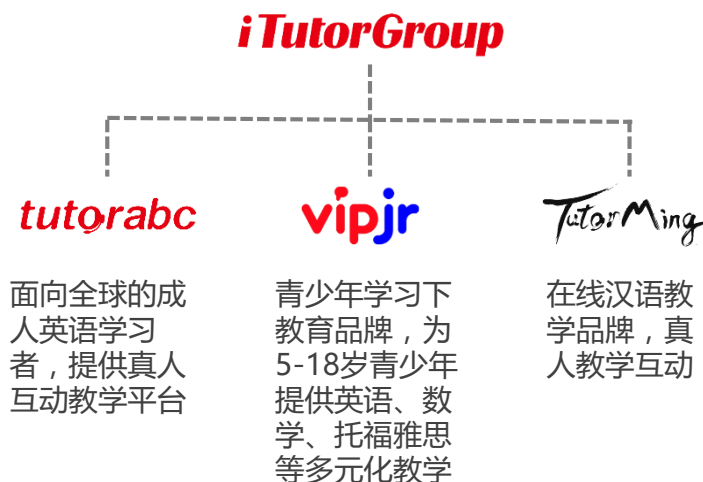 iTutorGroup
tutorabc
vipjr
TutorMing
面向全球的成
人英语学习
者，提供真人
互动教学平台
青少年学习下
教育品牌，为
5-18岁青少年
提供英语、数
学、托福雅思
等多元化教学
在线汉语教
学品牌，真
人教学互动